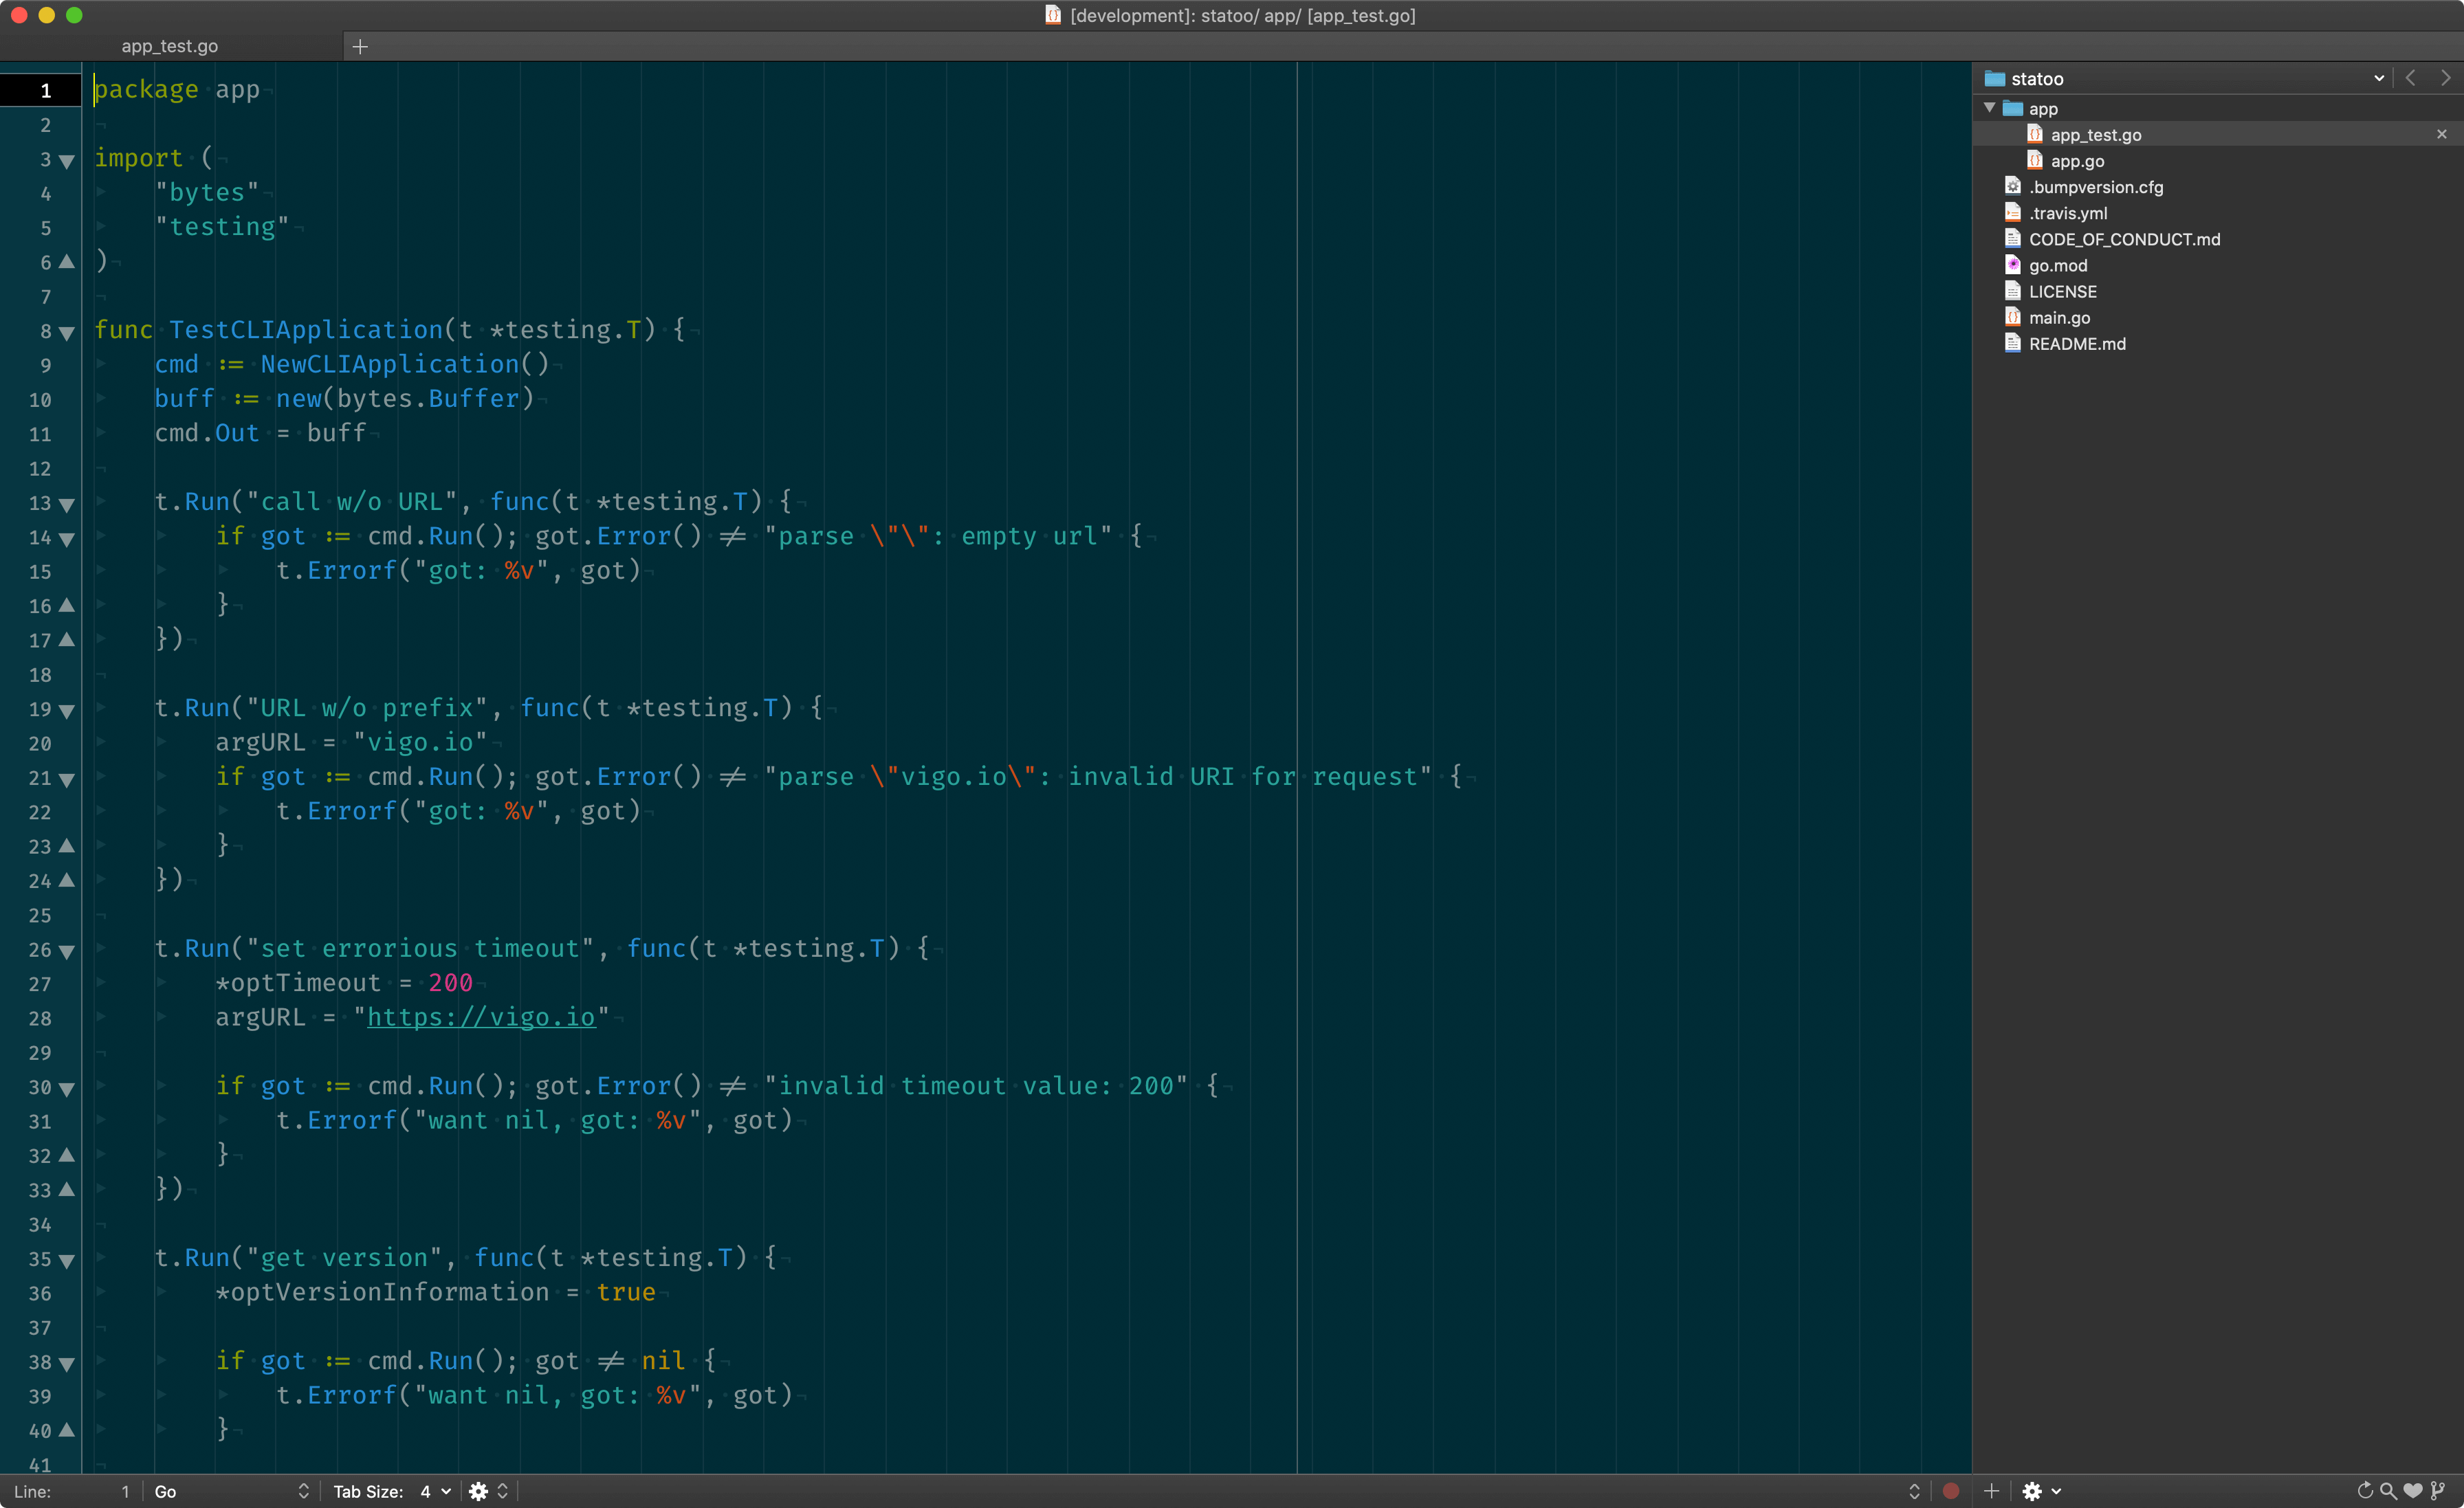 [development]: statoo/ app/ [app_test.go]
app_test.go
1 package app
2
3 import (
4 "bytes"
5 "testing"
6 )
7
8 func TestCLIApplication(t *testing.T) {
9 cmd := NewCLIApplication()
10 buff := new(bytes.Buffer)
11 cmd.Out = buff
12
13 t.Run("call w/o URL", func(t *testing.T) {
14 if got := cmd.Run(); got.Error() != "parse \"\": empty url" {
15 t.Errorf("got: %v", got)
16 }
17 })
18
19 t.Run("URL w/o prefix", func(t *testing.T) {
20 argURL = "vigo.io"
21 if got := cmd.Run(); got.Error() != "parse \"vigo.io\": invalid URI for request" {
22 t.Errorf("got: %v", got)
23 }
24 })
25
26 t.Run("set errorious timeout", func(t *testing.T) {
27 *optTimeout = 200
28 argURL = "https://vigo.io"
29
30 if got := cmd.Run(); got.Error() != "invalid timeout value: 200" {
31 t.Errorf("want nil, got: %v", got)
32 }
33 })
34
35 t.Run("get version", func(t *testing.T) {
36 *optVersionInformation = true
37
38 if got := cmd.Run(); got != nil {
39 t.Errorf("want nil, got: %v", got)
40 }
41
statoo
app
app_test.go
app.go
.bumpversion.cfg
.travis.yml
CODE_OF_CONDUCT.md
go.mod
LICENSE
main.go
README.md
Line: 1 Go Tab Size: 4